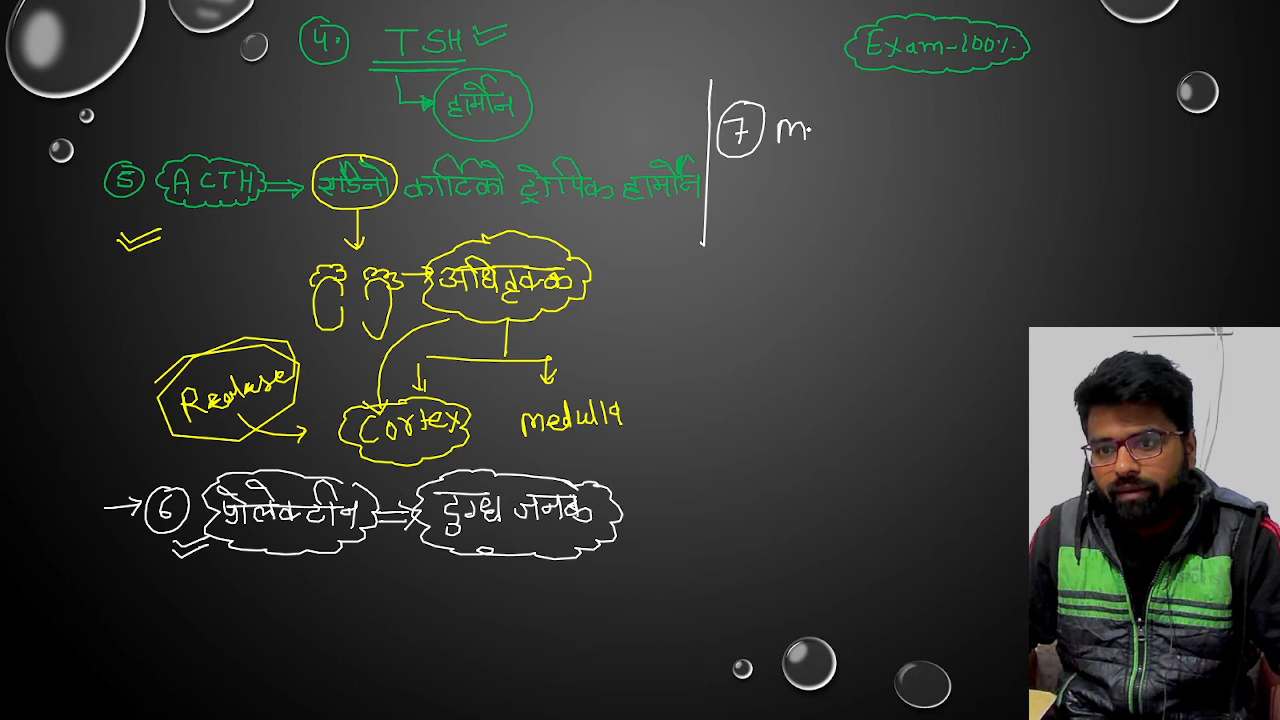 4. TSH
Exam-100%.
हार्मोन
7 m.
5 ACTH ⇒ एडिनो कार्टिको ट्रोपिक हार्मोन
अधिवृक्क
Realese
Cortex medulla
→ 6 प्रोलेक्टीन ⇒ दुग्ध जनक